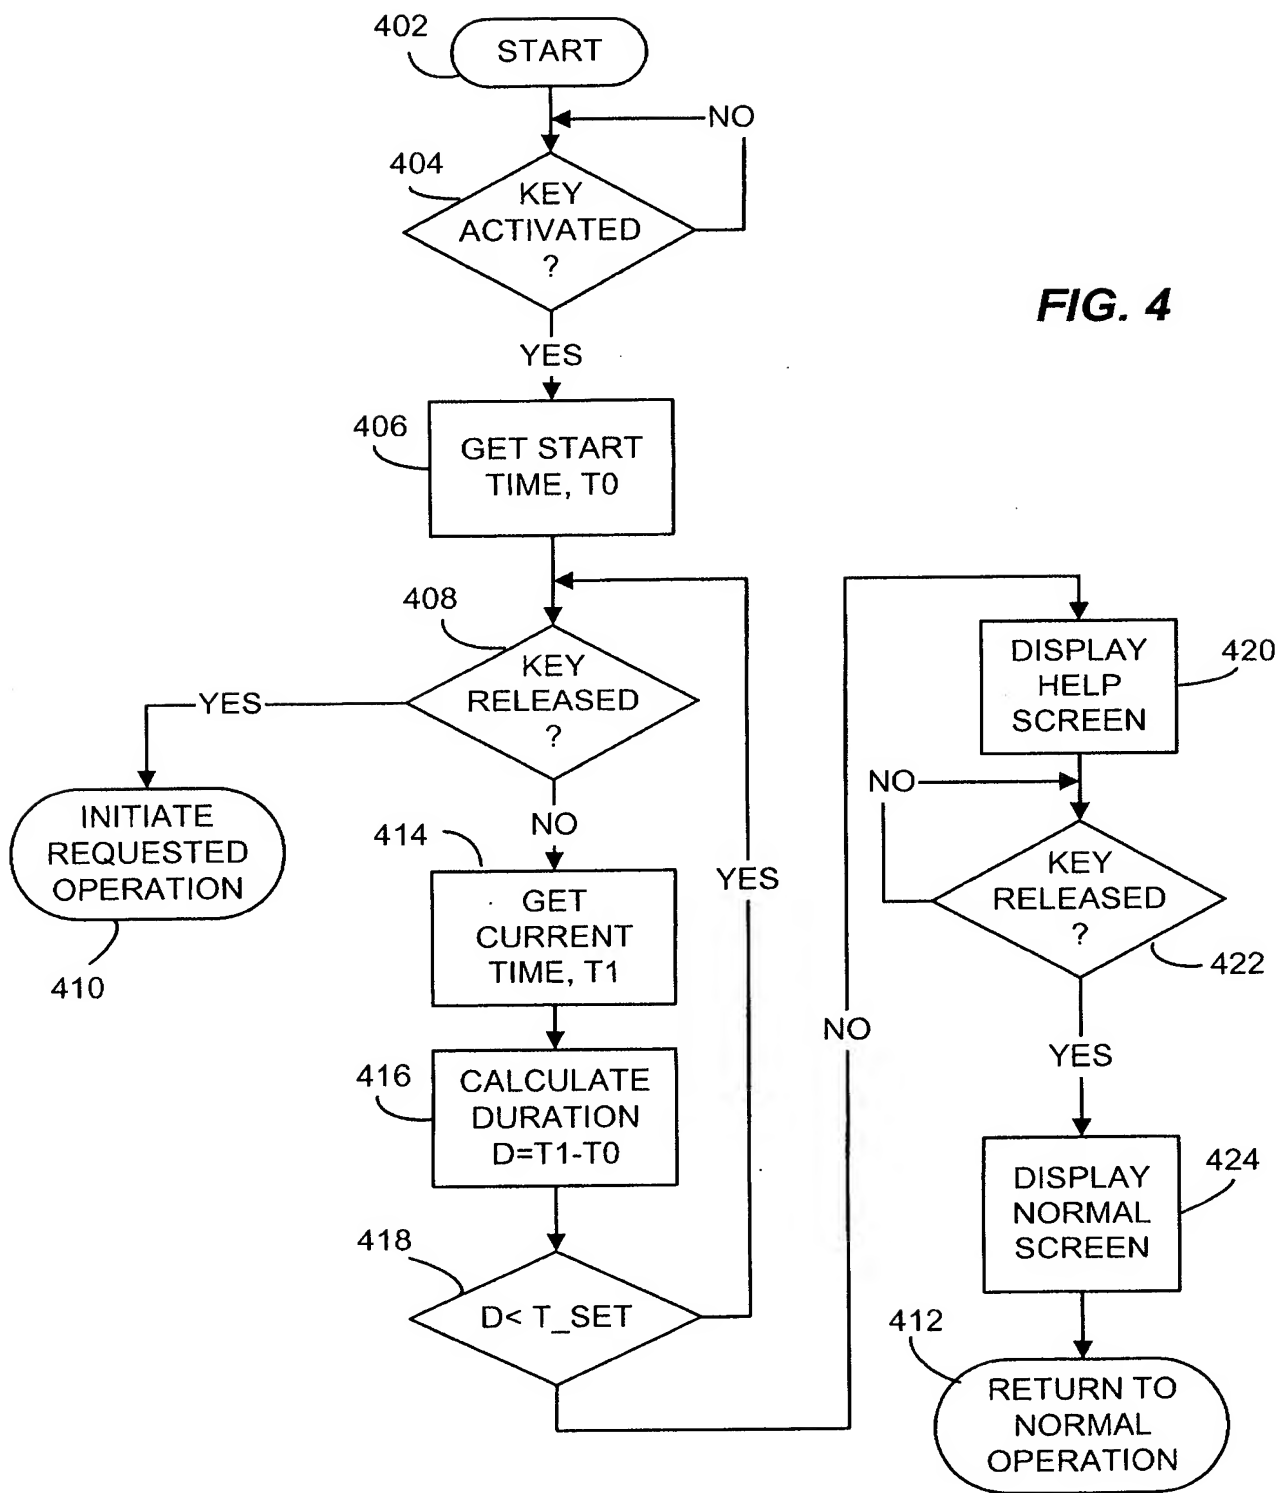 402
START
NO
404
KEY
ACTIVATED
?
FIG. 4
YES
406
GET START
TIME, T0
408
KEY
RELEASED
?
YES
INITIATE
REQUESTED
OPERATION
410
NO
414
GET
CURRENT
TIME, T1
YES
416
CALCULATE
DURATION
D=T1-T0
418
D< T_SET
NO
DISPLAY
HELP
SCREEN
420
NO
KEY
RELEASED
?
422
YES
DISPLAY
NORMAL
SCREEN
424
412
RETURN TO
NORMAL
OPERATION